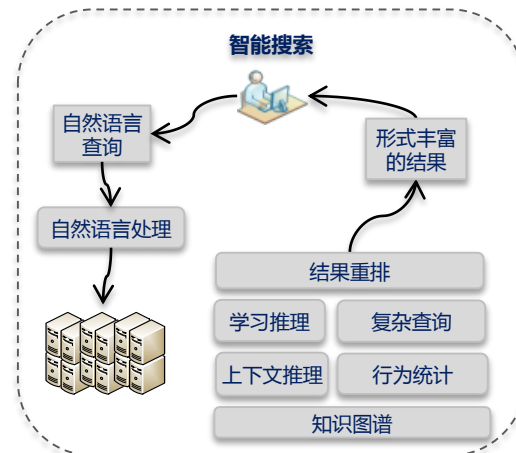 智能搜索
自然语言
查询
形式丰富
的结果
自然语言处理
结果重排
学习推理
复杂查询
上下文推理
行为统计
知识图谱